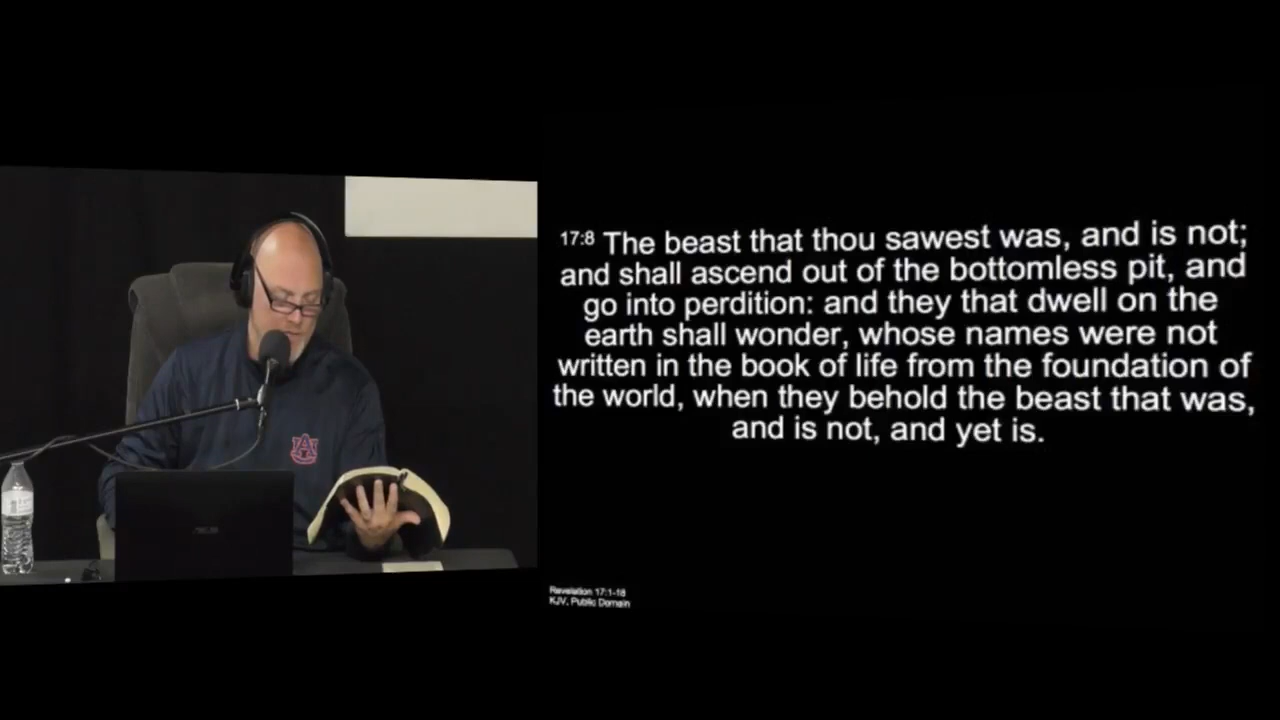 17:8 The beast that thou sawest was, and is not;
and shall ascend out of the bottomless pit, and
go into perdition: and they that dwell on the
earth shall wonder, whose names were not
written in the book of life from the foundation of
the world, when they behold the beast that was,
and is not, and yet is.
Revelation 17:1-18
KJV, Public Domain
AU
ASUS